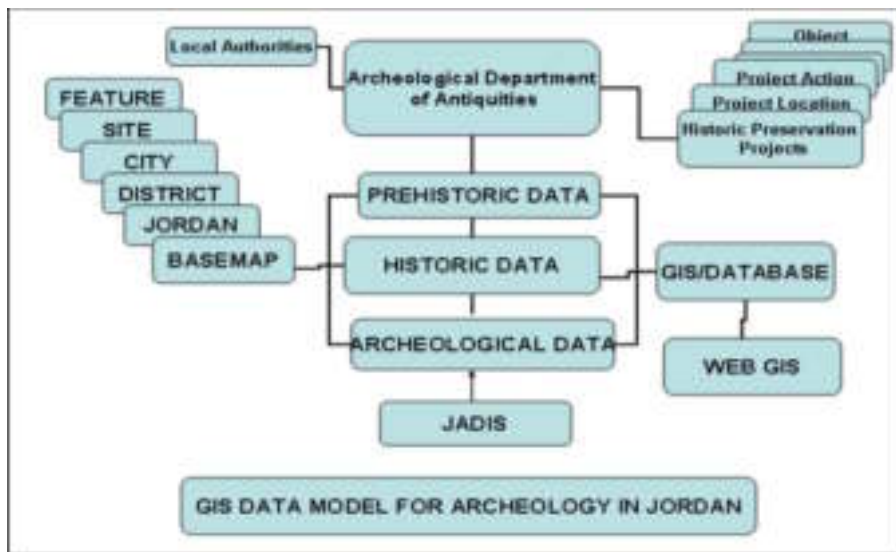 Local Authorities
Object
Archeological Department
of Antiquities
Project Action
Project Location
Historic Preservation
Projects
FEATURE
SITE
CITY
DISTRICT
JORDAN
BASEMAP
PREHISTORIC DATA
HISTORIC DATA
ARCHEOLOGICAL DATA
GIS/DATABASE
WEB GIS
JADIS
GIS DATA MODEL FOR ARCHEOLOGY IN JORDAN